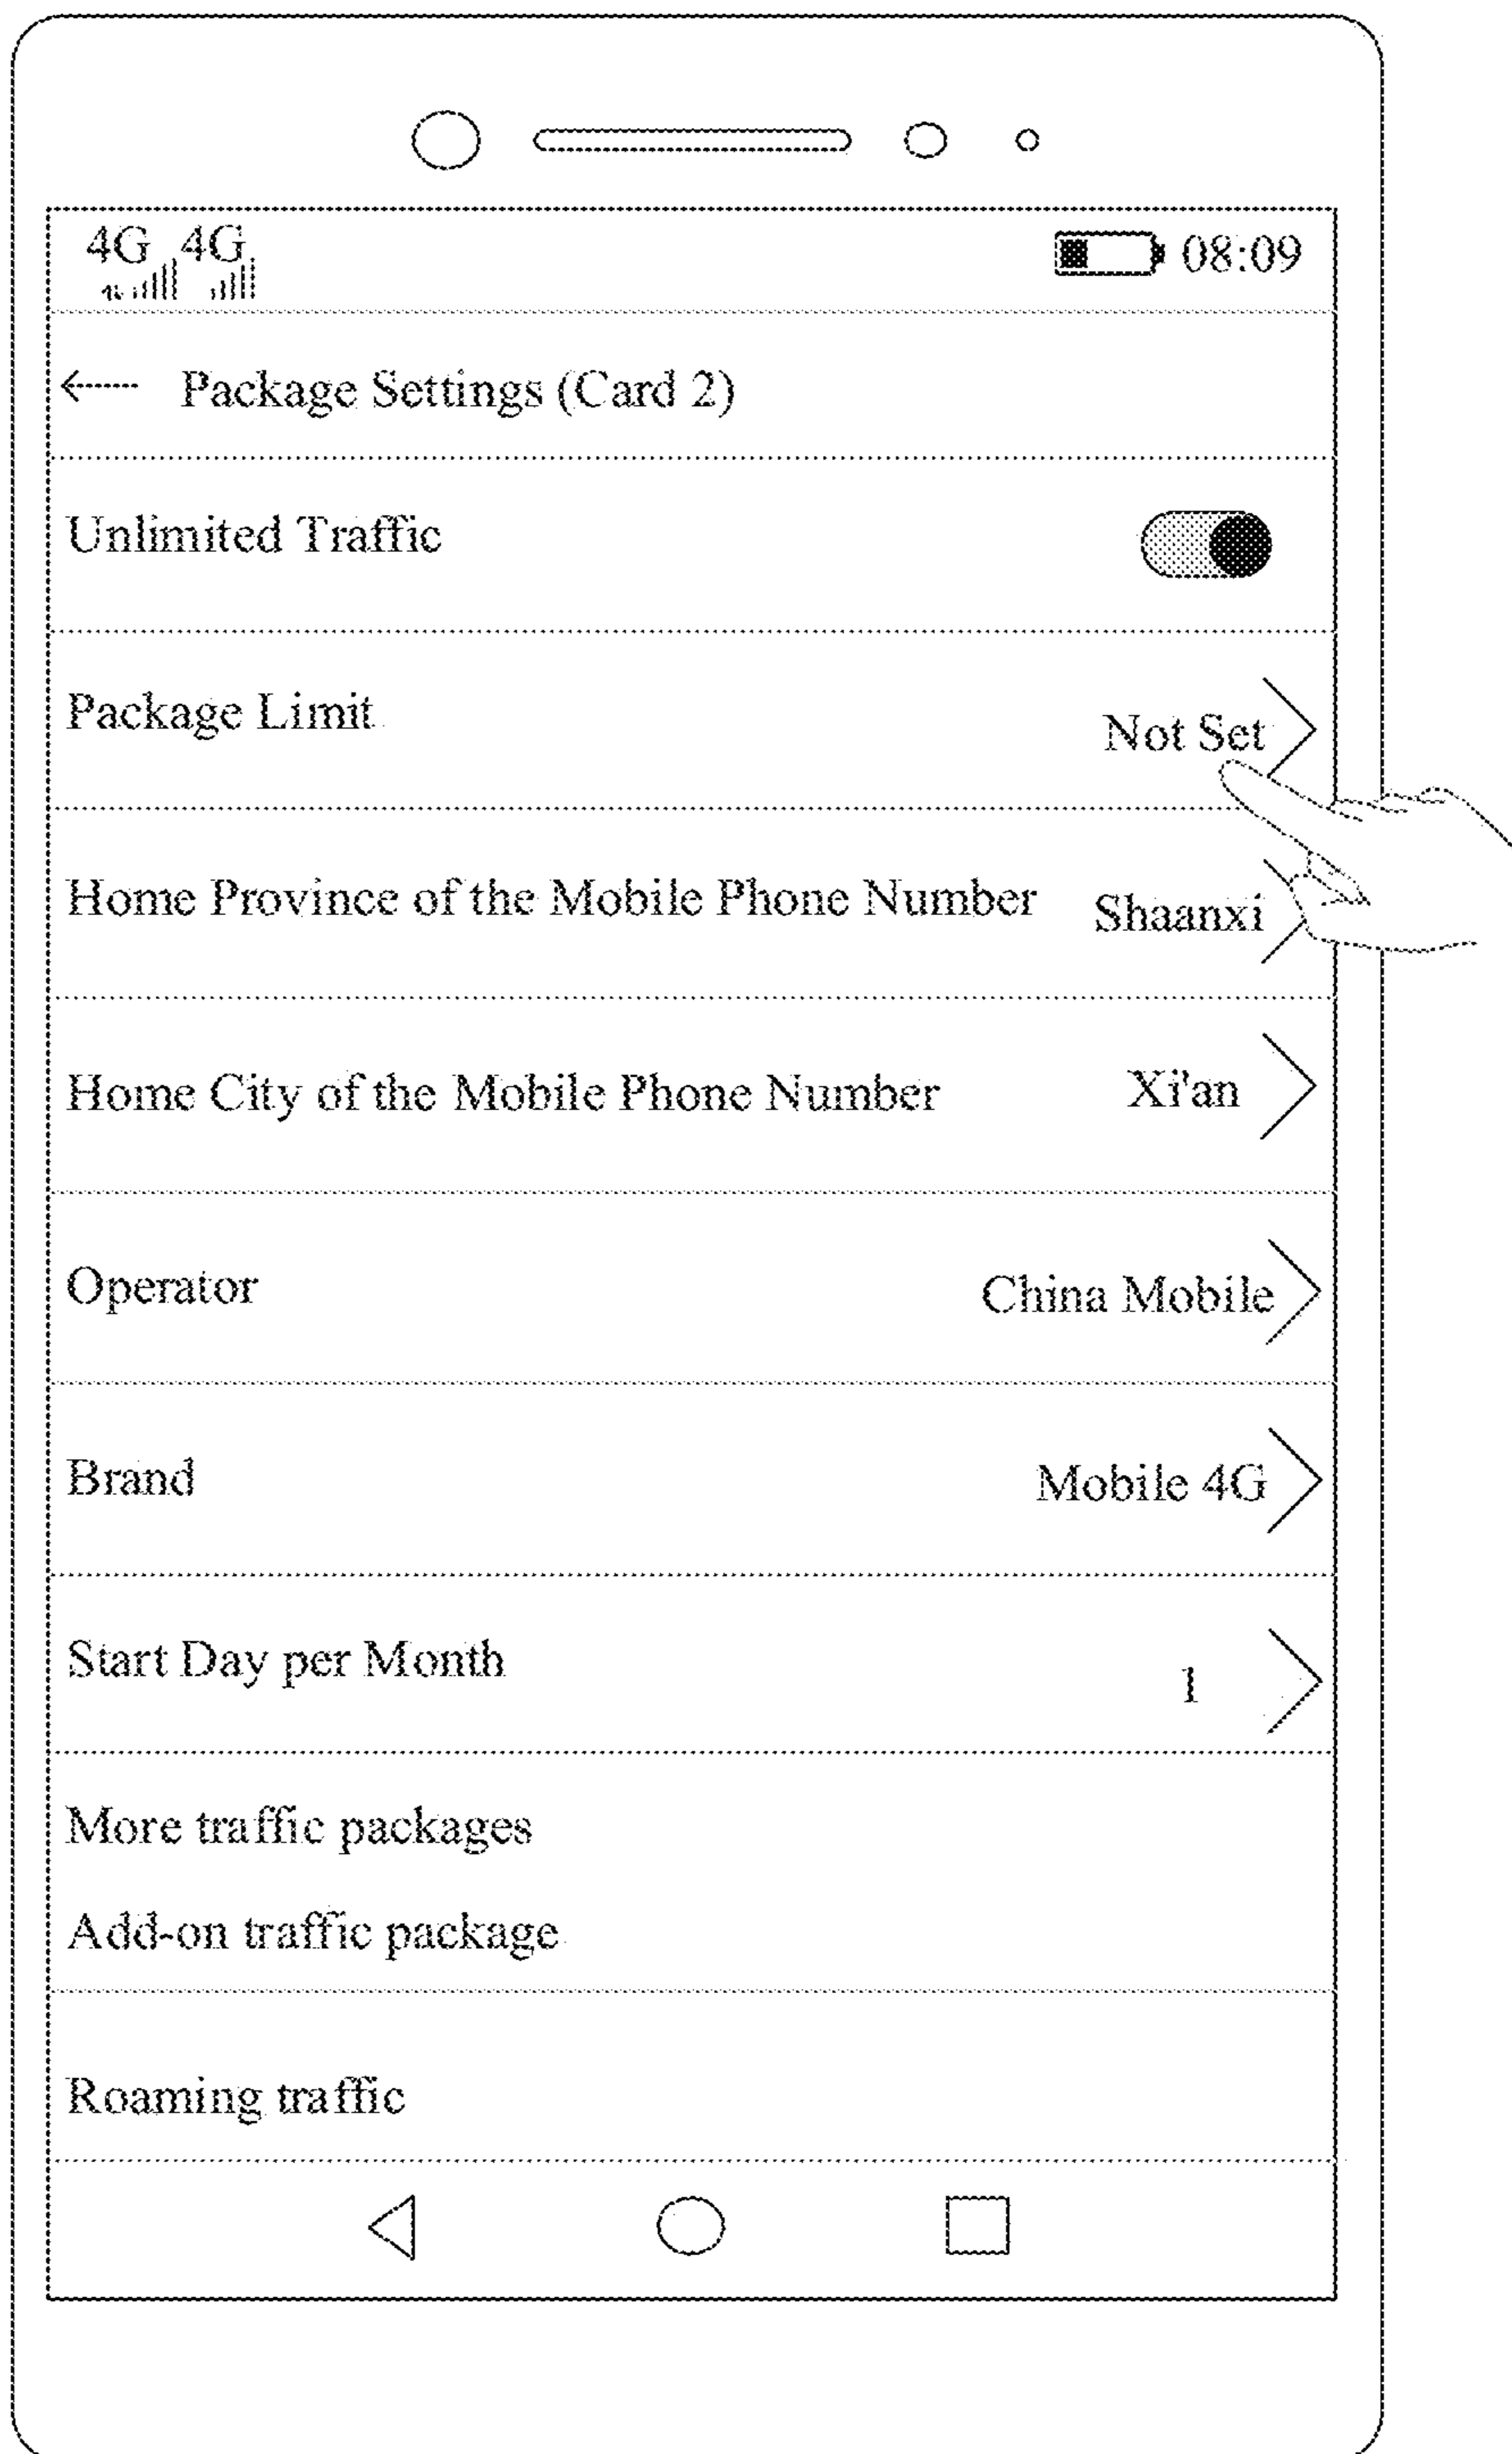 4G 4G 08:09
Package Settings (Card 2)
Unlimited Traffic
Package Limit Not Set
Home Province of the Mobile Phone Number Shaanxi
Home City of the Mobile Phone Number Xi'an
Operator China Mobile
Brand Mobile 4G
Start Day per Month 1
More traffic packages
Add-on traffic package
Roaming traffic